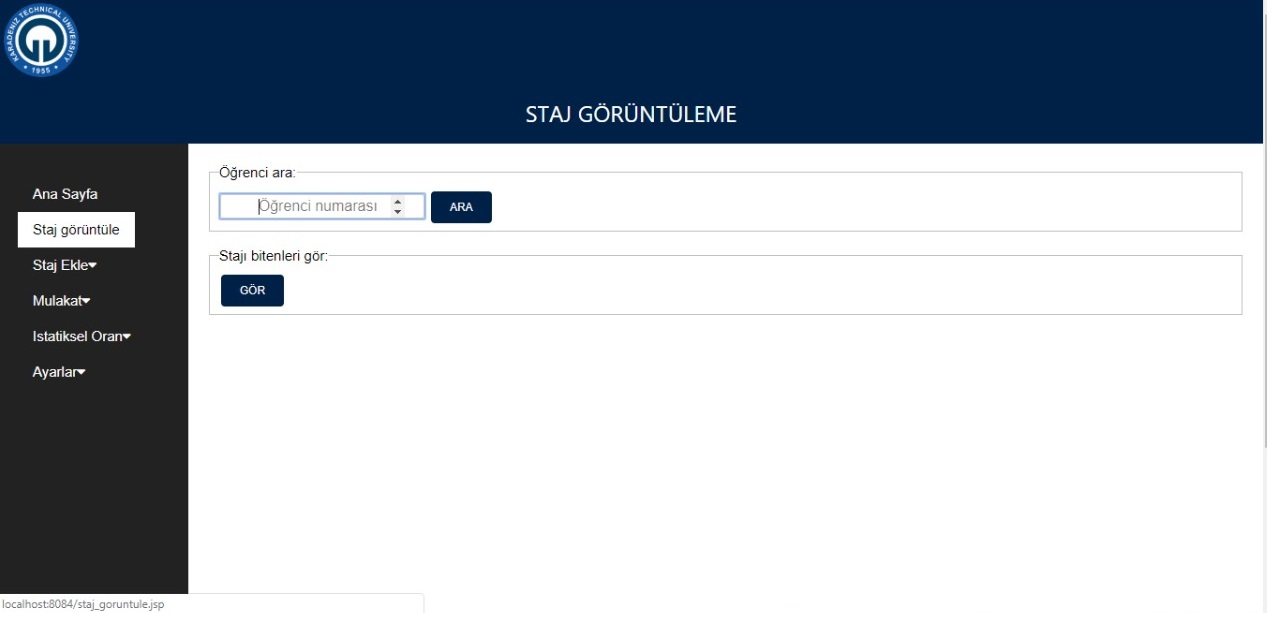 KARADENIZ TECHNICAL UNIVERSITY
1955
STAJ GÖRÜNTÜLEME
Ana Sayfa
Staj görüntüle
Staj Ekle
Mulakat
Istatiksel Oran
Ayarlar
Öğrenci ara:
Öğrenci numarası
ARA
Stajı bitenleri gör:
GÖR
localhost:8084/staj_goruntule.jsp